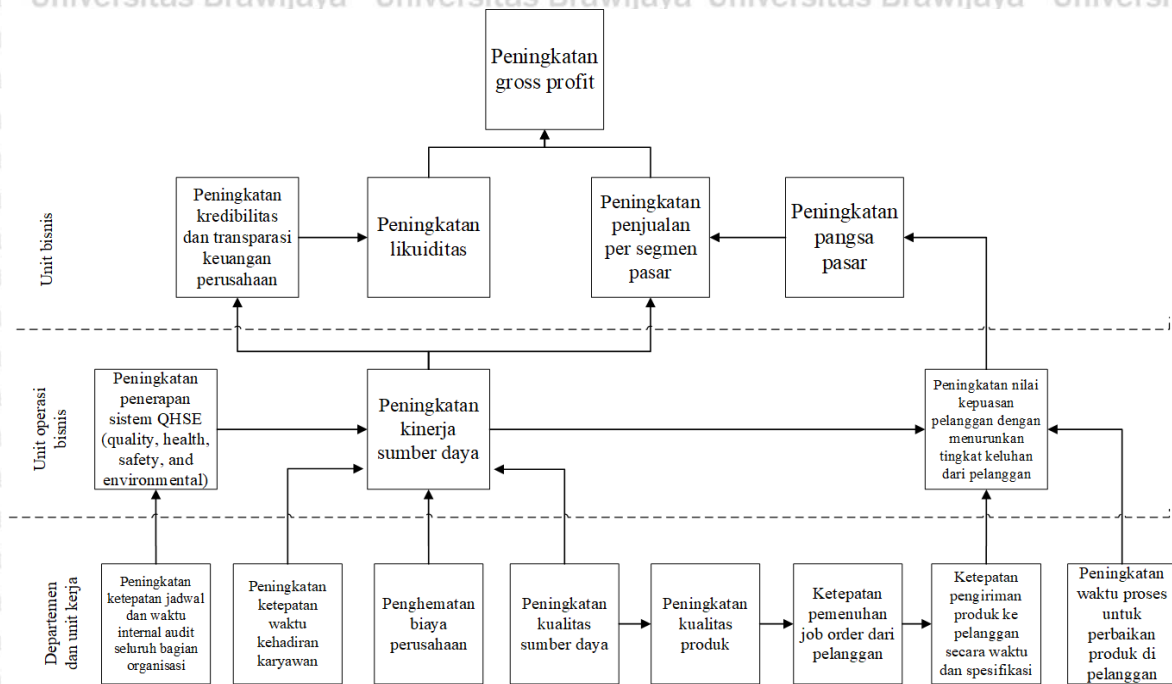 Universitas Brawijaya Universitas Brawijaya Universitas Brawijaya
Peningkatan
gross profit
Unit bisnis
Peningkatan
kredibilitas
dan transparasi
keuangan
perusahaan
Peningkatan
likuiditas
Peningkatan
penjualan
per segmen
pasar
Peningkatan
pangsa
pasar
Unit operasi
bisnis
Peningkatan
penerapan
sistem QHSE
(quality, health,
safety, and
environmental)
Peningkatan
kinerja
sumber daya
Peningkatan nilai
kepuasan
pelanggan dengan
menurunkan
tingkat keluhan
dari pelanggan
Departemen
dan unit kerja
Peningkatan
ketepatan jadwal
dan waktu
internal audit
seluruh bagian
organisasi
Peningkatan
ketepatan
waktu
kehadiran
karyawan
Penghematan
biaya
perusahaan
Peningkatan
kualitas sumber
daya
Peningkatan
kualitas
produk
Ketepatan
pemenuhan
job order dari
pelanggan
Ketepatan
pengiriman
produk ke
pelanggan
secara waktu
dan spesifikasi
Peningkatan
waktu proses
untuk
perbaikan
produk di
pelanggan